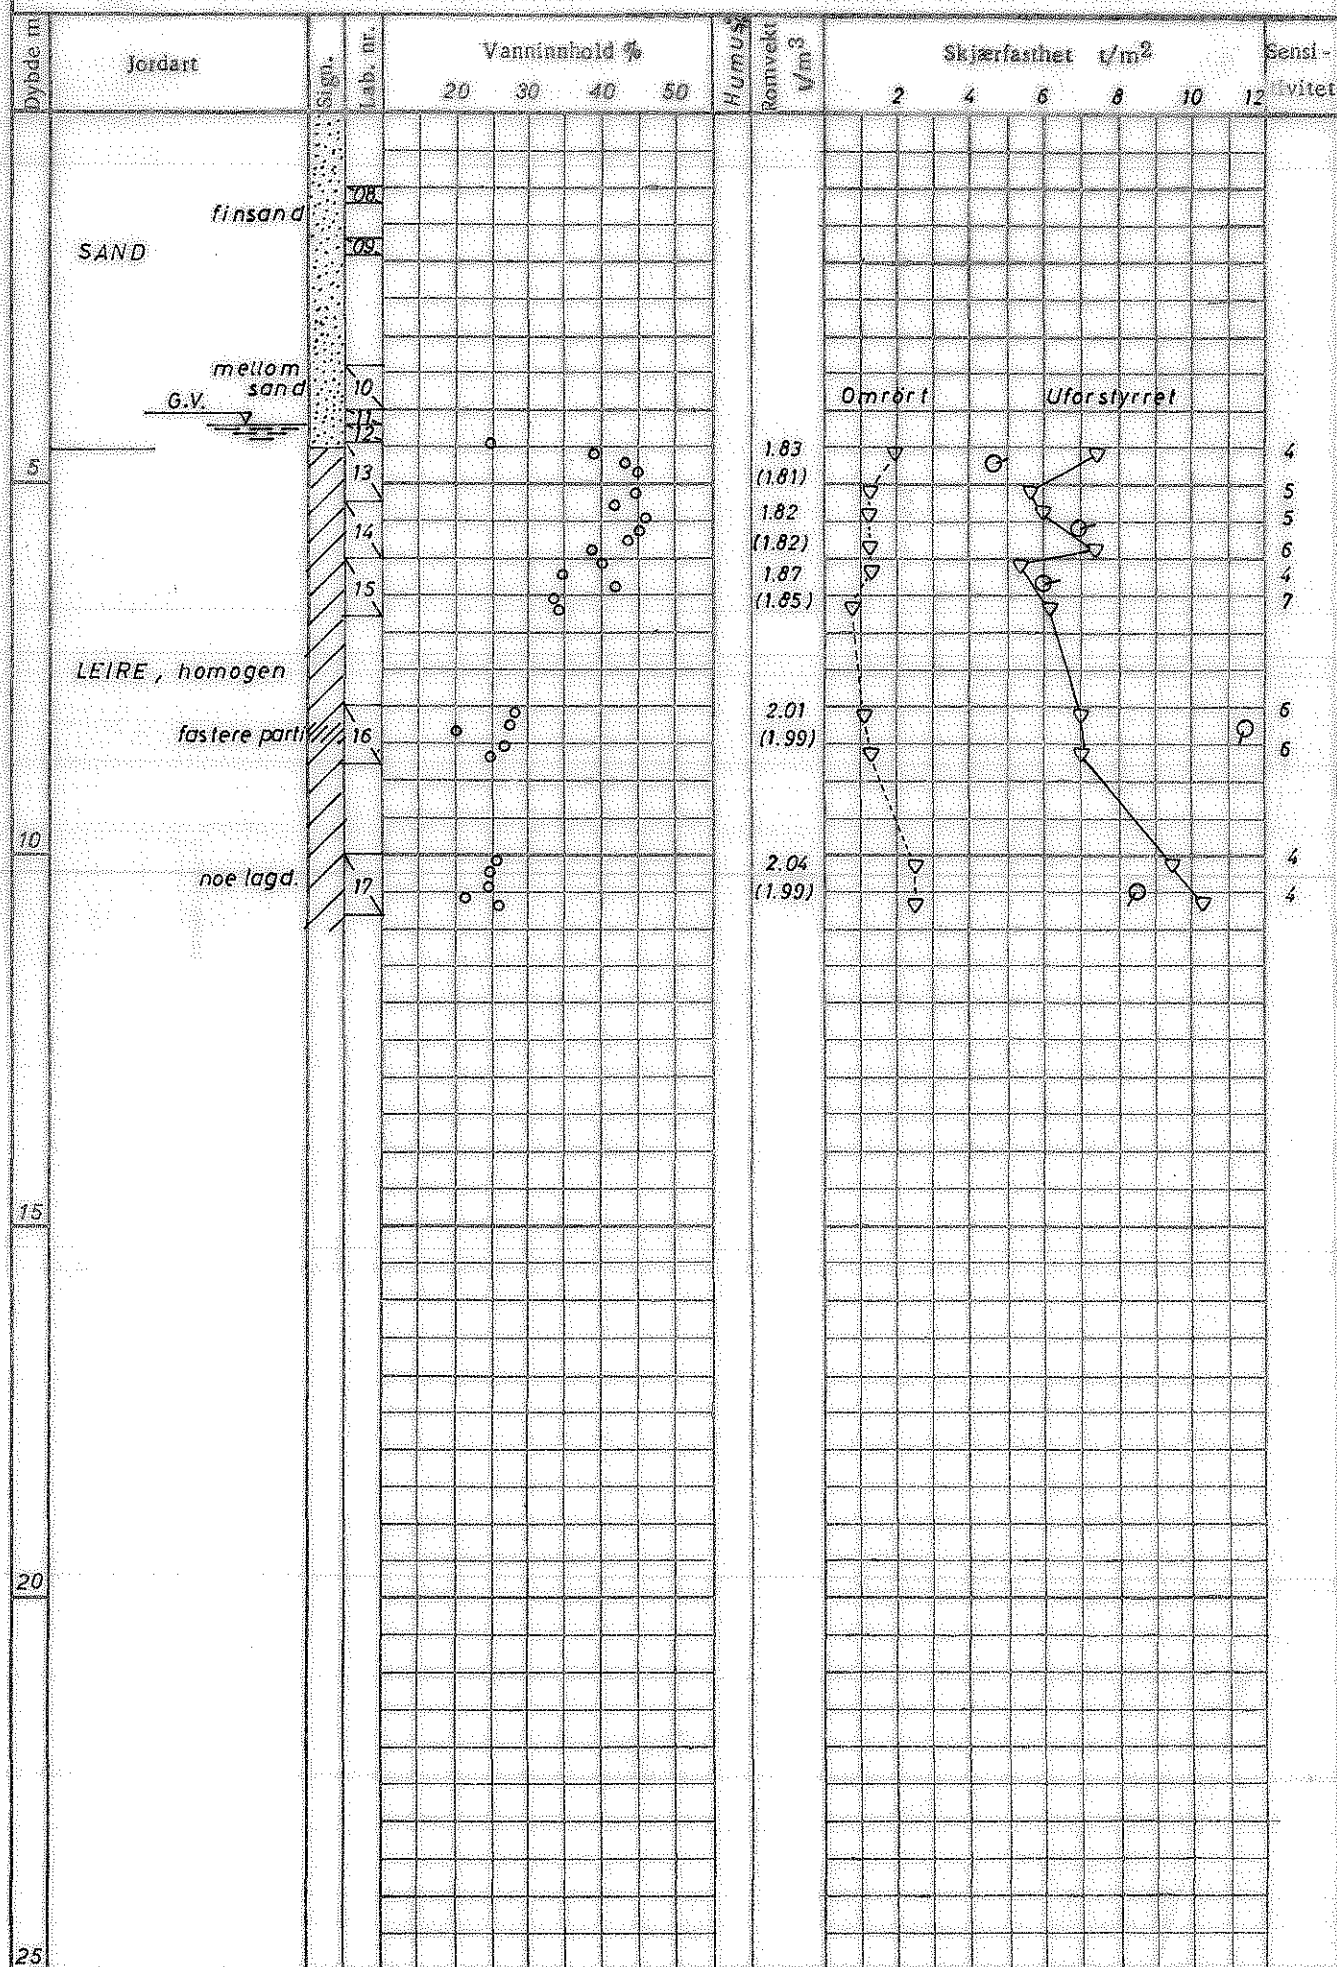 Dybde m
Jordart
Sign.
Lab. nr.
Vanninnhold %
20 30 40 50
Humus%
Romvekt t/m³
Skjærfasthet t/m²
2 4 6 8 10 12
Sensi-
tivitet
08.
finsand
09.
SAND
mellom
sand
10
G.V.
11.
12
Omrört Uforstyrret
1.83 4
5
13
(1.81)
5
1.82 5
14
(1.82) 6
1.87 4
15
(1.85) 7
LEIRE, homogen
2.01 6
fastere parti 16 (1.99)
6
10
2.04 4
noe lagd. 17
(1.99) 4
15
20
25